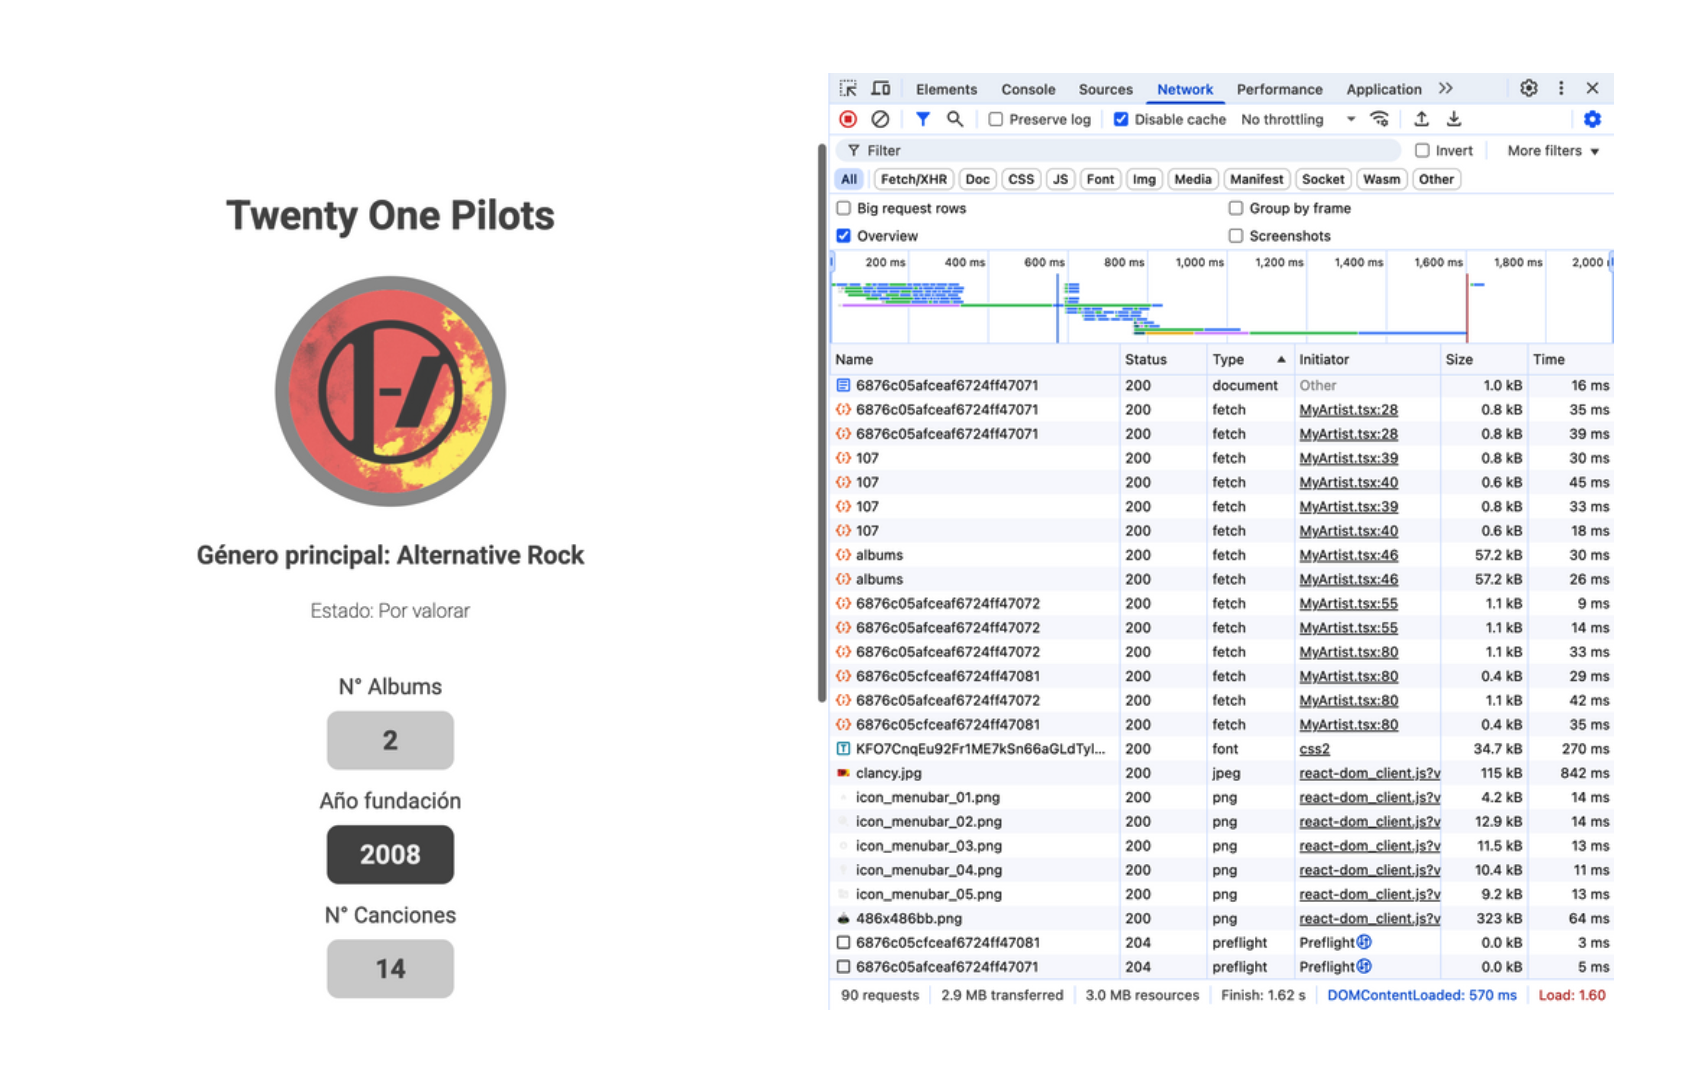 Twenty One Pilots
Género principal: Alternative Rock
Estado: Por valorar
N° Albums
2
Año fundación
2008
N° Canciones
14
Elements Console Sources Network Performance Application
Preserve log Disable cache No throttling
Filter Invert More filters
All Fetch/XHR Doc CSS JS Font Img Media Manifest Socket Wasm Other
Big request rows Group by frame
Overview Screenshots
200 ms 400 ms 600 ms 800 ms 1,000 ms 1,200 ms 1,400 ms 1,600 ms 1,800 ms 2,000
Name Status Type Initiator Size Time
6876c05afceaf6724ff47071 200 document Other 1.0 kB 16 ms
6876c05afceaf6724ff47071 200 fetch MyArtist.tsx:28 0.8 kB 35 ms
6876c05afceaf6724ff47071 200 fetch MyArtist.tsx:28 0.8 kB 39 ms
107 200 fetch MyArtist.tsx:39 0.8 kB 30 ms
107 200 fetch MyArtist.tsx:40 0.6 kB 45 ms
107 200 fetch MyArtist.tsx:39 0.8 kB 33 ms
107 200 fetch MyArtist.tsx:40 0.6 kB 18 ms
albums 200 fetch MyArtist.tsx:46 57.2 kB 30 ms
albums 200 fetch MyArtist.tsx:46 57.2 kB 26 ms
6876c05afceaf6724ff47072 200 fetch MyArtist.tsx:55 1.1 kB 9 ms
6876c05afceaf6724ff47072 200 fetch MyArtist.tsx:55 1.1 kB 14 ms
6876c05afceaf6724ff47072 200 fetch MyArtist.tsx:80 1.1 kB 33 ms
6876c05cfceaf6724ff47081 200 fetch MyArtist.tsx:80 0.4 kB 29 ms
6876c05afceaf6724ff47072 200 fetch MyArtist.tsx:80 1.1 kB 42 ms
6876c05cfceaf6724ff47081 200 fetch MyArtist.tsx:80 0.4 kB 35 ms
KFO7CnqEu92Fr1ME7kSn66aGLdTyl... 200 font css2 34.7 kB 270 ms
clancy.jpg 200 jpeg react-dom_client.js?v 115 kB 842 ms
icon_menubar_01.png 200 png react-dom_client.js?v 4.2 kB 14 ms
icon_menubar_02.png 200 png react-dom_client.js?v 12.9 kB 14 ms
icon_menubar_03.png 200 png react-dom_client.js?v 11.5 kB 13 ms
icon_menubar_04.png 200 png react-dom_client.js?v 10.4 kB 11 ms
icon_menubar_05.png 200 png react-dom_client.js?v 9.2 kB 13 ms
486x486bb.png 200 png react-dom_client.js?v 323 kB 64 ms
6876c05cfceaf6724ff47081 204 preflight Preflight 0.0 kB 3 ms
6876c05afceaf6724ff47071 204 preflight Preflight 0.0 kB 5 ms
90 requests 2.9 MB transferred 3.0 MB resources Finish: 1.62 s DOMContentLoaded: 570 ms Load: 1.60